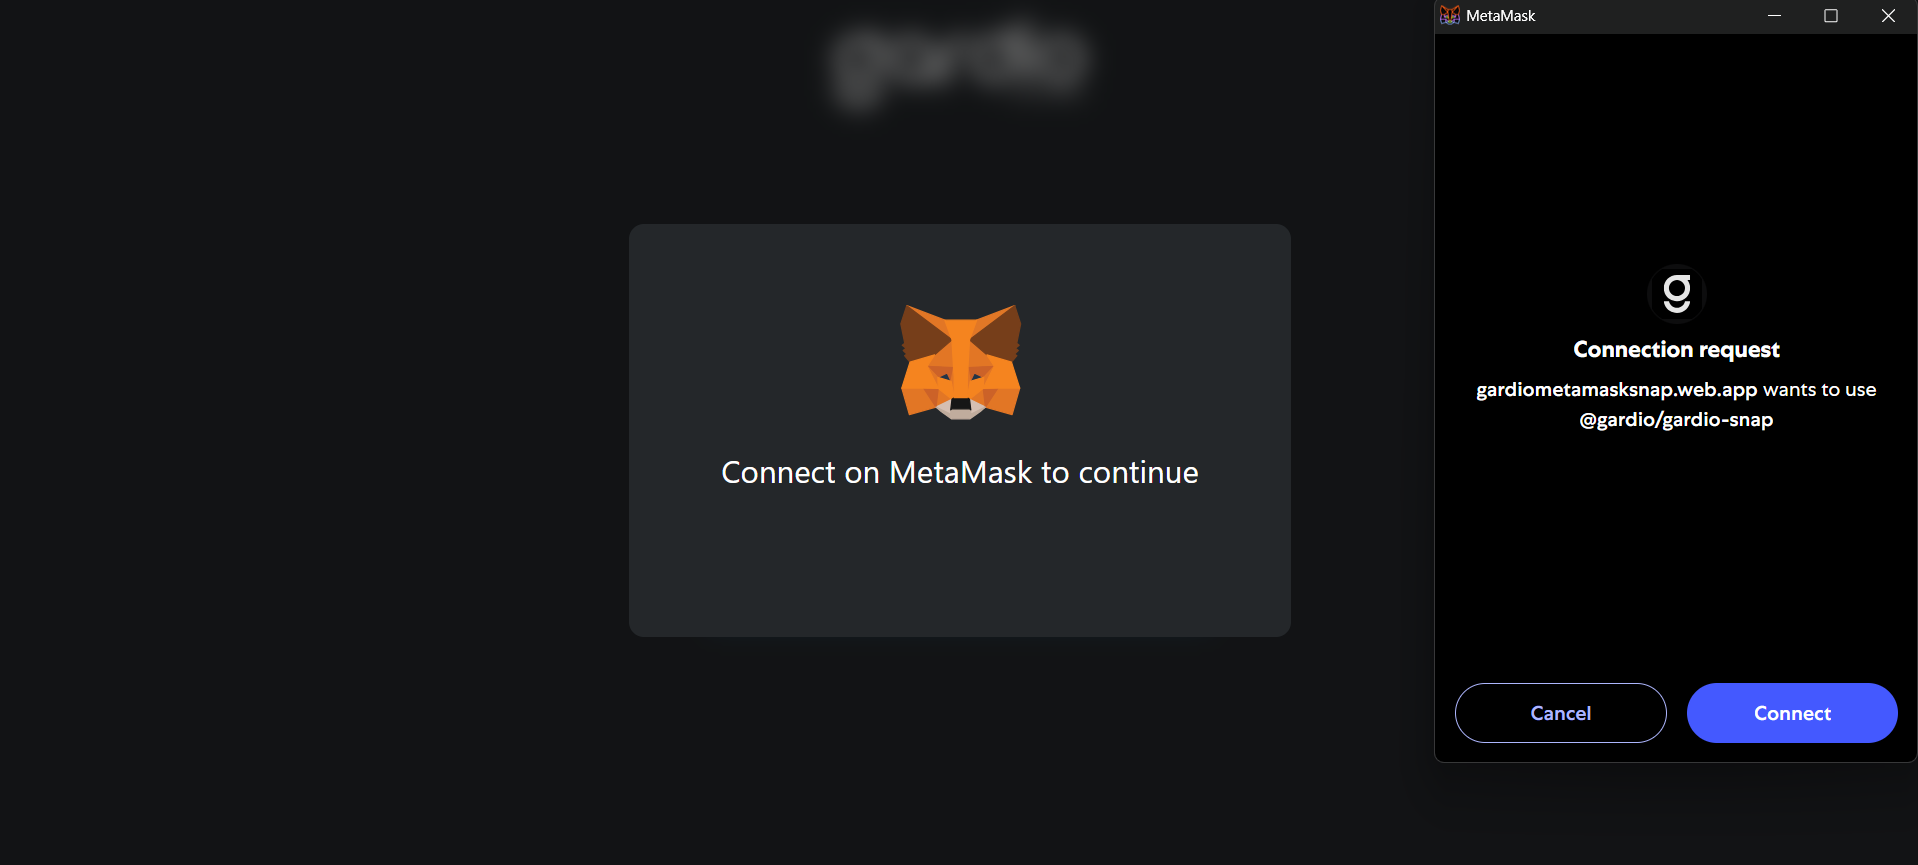 gardio
Connect on MetaMask to continue
MetaMask
g
Connection request
gardiometamasksnap.web.app wants to use
@gardio/gardio-snap
Cancel
Connect